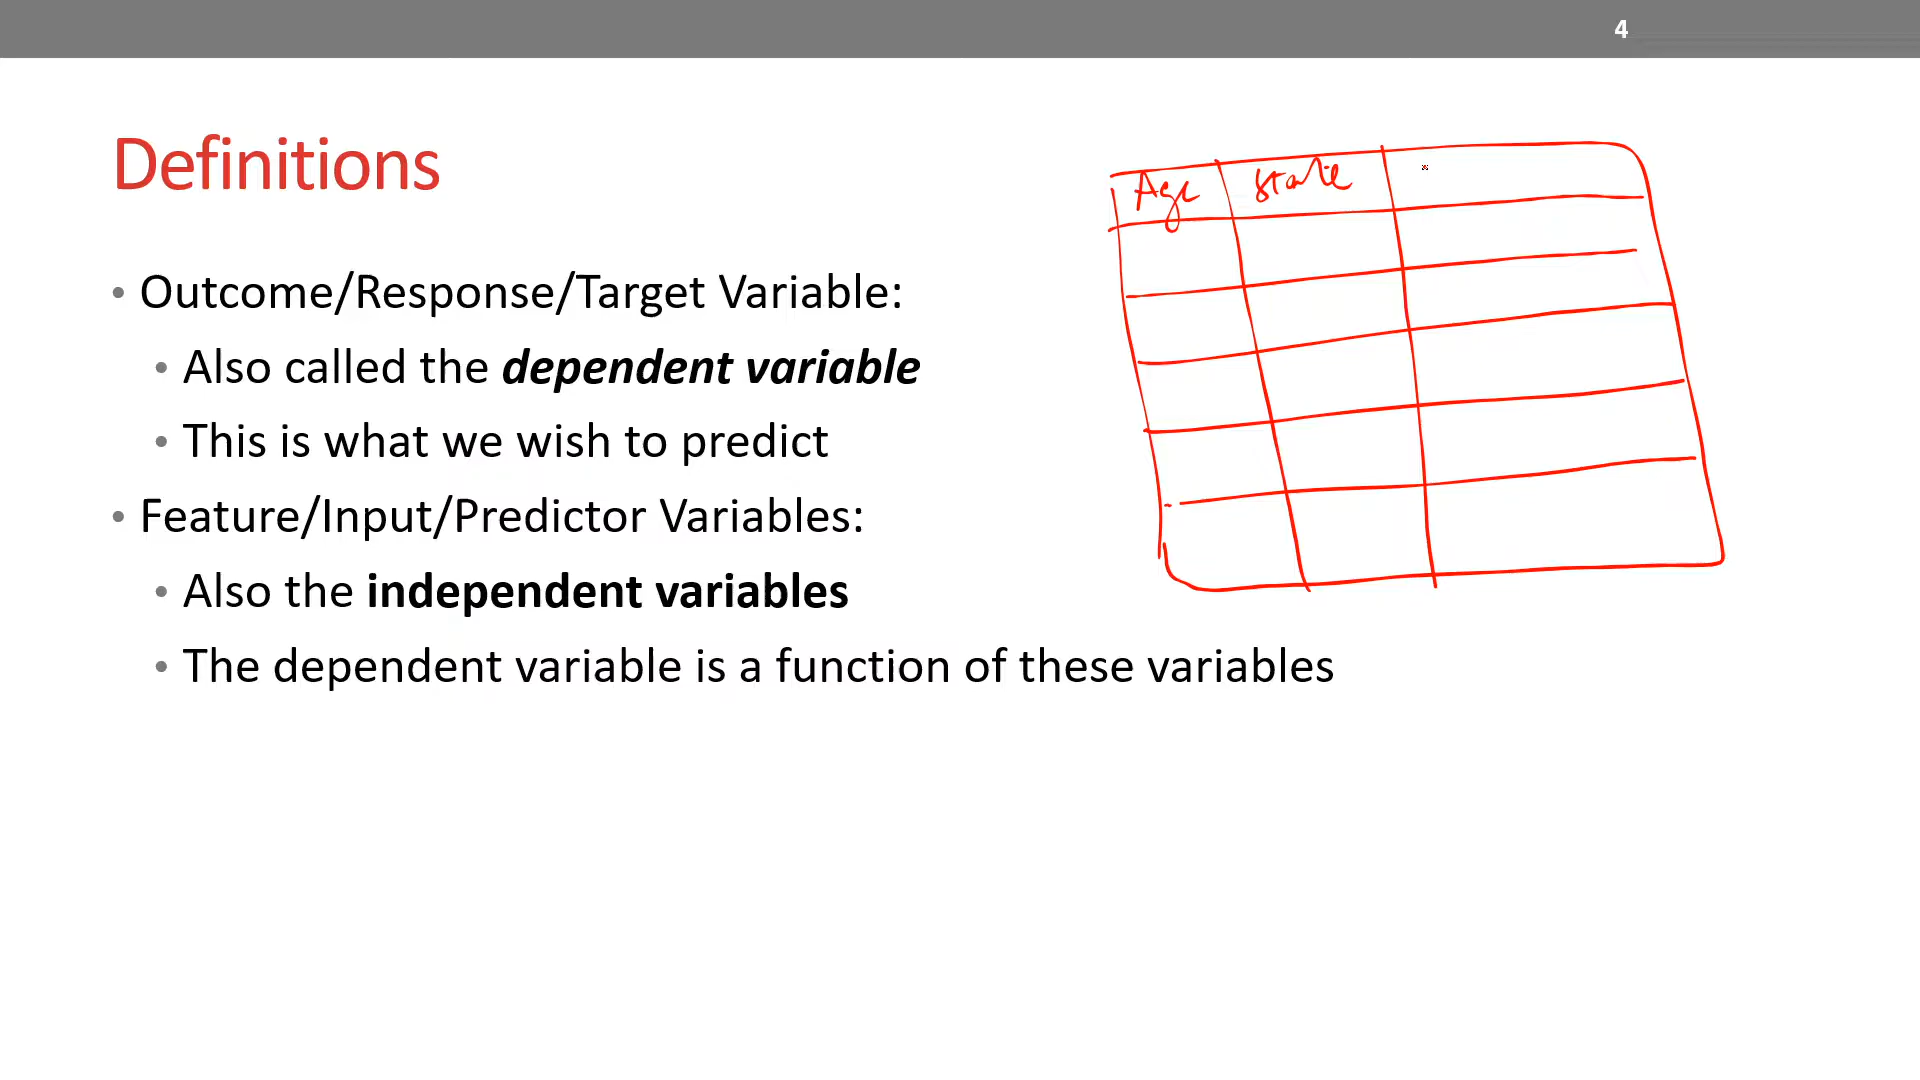 4
Definitions
Age State
• Outcome/Response/Target Variable:
• Also called the dependent variable
• This is what we wish to predict
• Feature/Input/Predictor Variables:
• Also the independent variables
• The dependent variable is a function of these variables